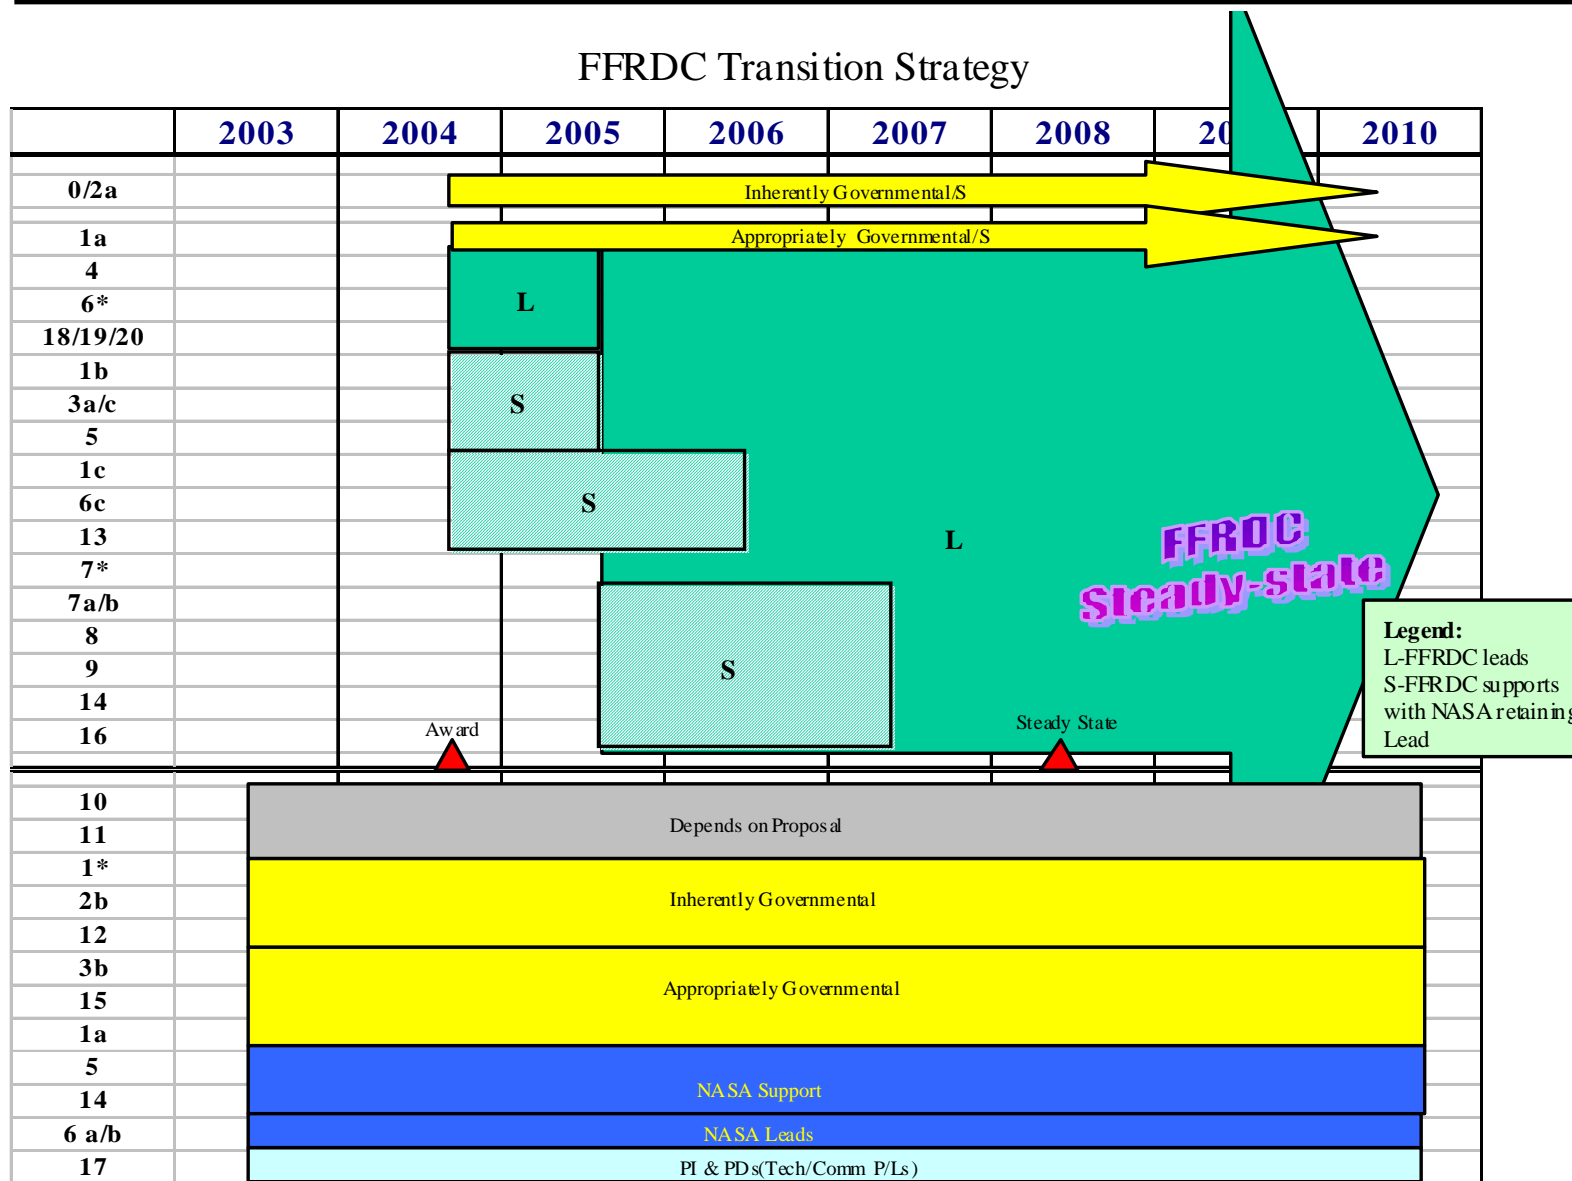 FFRDC Transition Strategy
2003 2004 2005 2006 2007 2008 20 2010
0/2a Inherently Governmental/S
1a Appropriately Governmental/S
4
6* L
18/19/20
1b
3a/c S
5
1c
6c S
13 L FFRDC
7* Steady-state
7a/b
8
9 S
14
16
Award
Steady State
Legend:
L-FFRDC leads
S-FFRDC supports
with NASA retaining
Lead
10
11 Depends on Proposal
1*
2b Inherently Governmental
12
3b
15 Appropriately Governmental
1a
5
14 NASA Support
6 a/b NASA Leads
17 PI & PDs(Tech/Comm P/Ls)